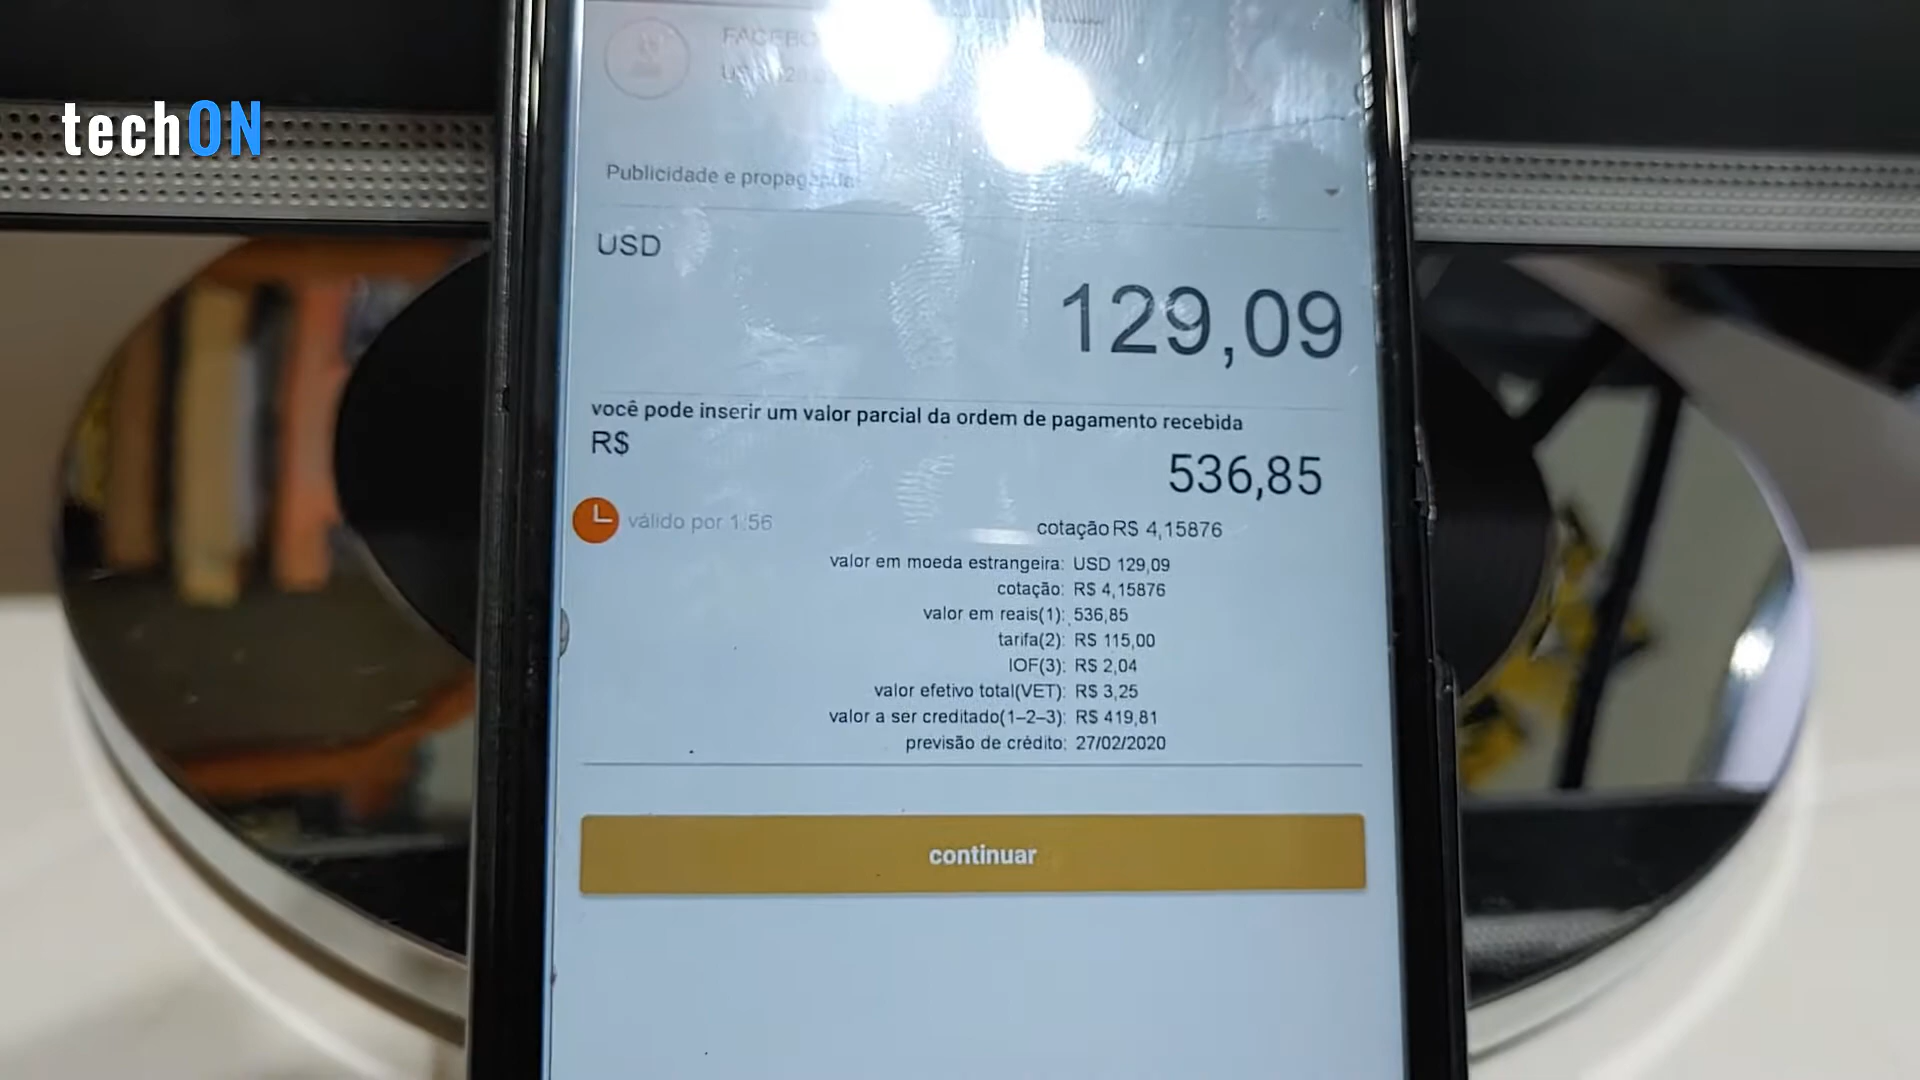 techON
Publicidade e propaganda
USD
129,09
você pode inserir um valor parcial da ordem de pagamento recebida
R$
536,85
válido por 1:56
cotação R$ 4,15876
valor em moeda estrangeira: USD 129,09
cotação: R$ 4,15876
valor em reais(1): 536,85
tarifa(2): R$ 115,00
IOF(3): R$ 2,04
valor efetivo total(VET): R$ 3,25
valor a ser creditado(1–2–3): R$ 419,81
previsão de crédito: 27/02/2020
continuar